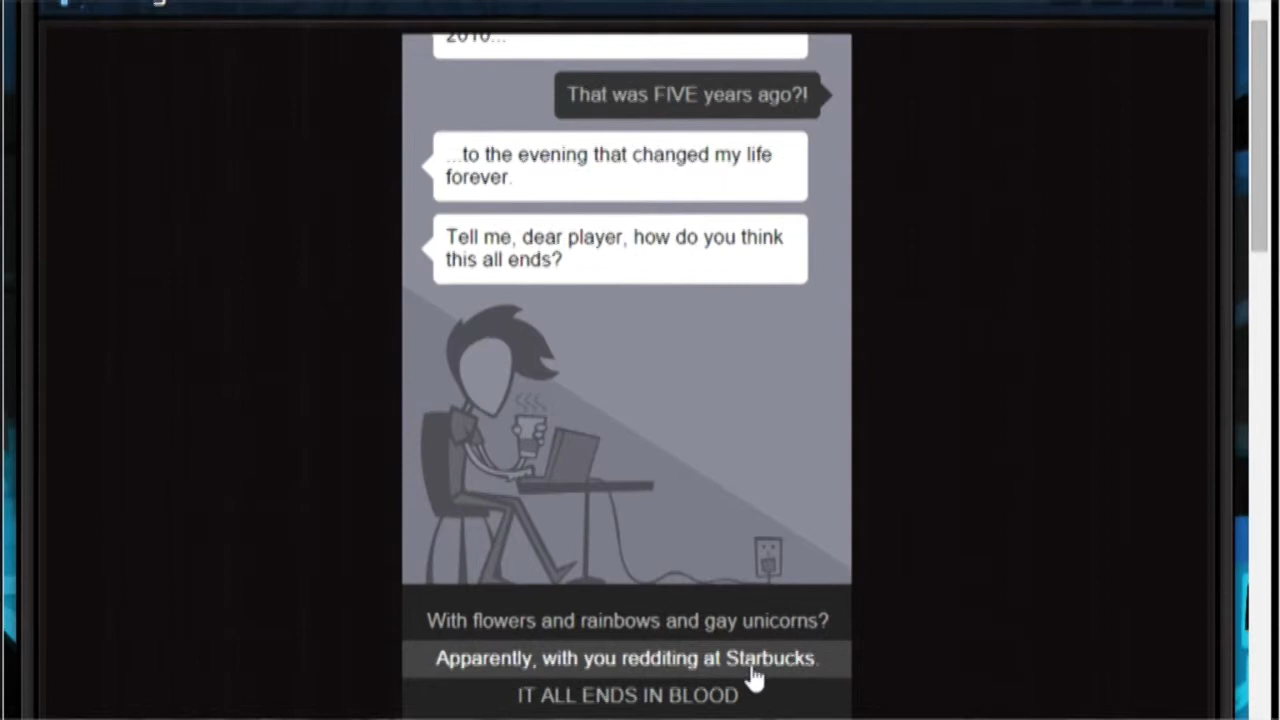 2010...
That was FIVE years ago?!
...to the evening that changed my life
forever.
Tell me, dear player, how do you think
this all ends?
With flowers and rainbows and gay unicorns?
Apparently, with you redditing at Starbucks.
IT ALL ENDS IN BLOOD